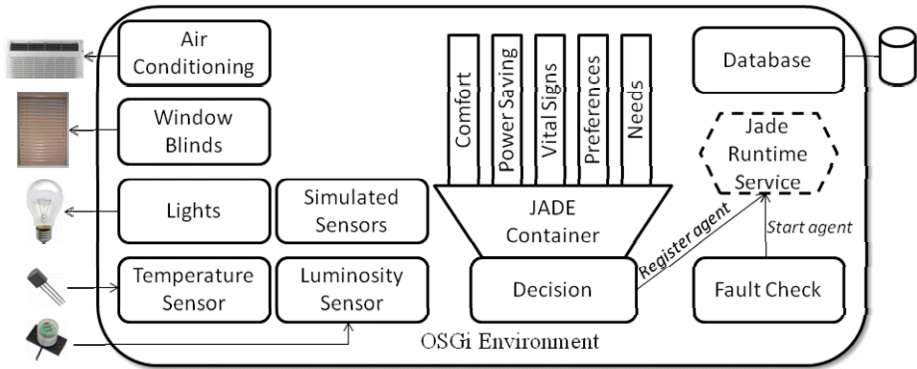 Air
Conditioning
Window
Blinds
Lights
Simulated
Sensors
Temperature
Sensor
Luminosity
Sensor
Comfort
Power Saving
Vital Signs
Preferences
Needs
JADE
Container
Decision
Database
Jade
Runtime
Service
Register agent
Start agent
Fault Check
OSGi Environment